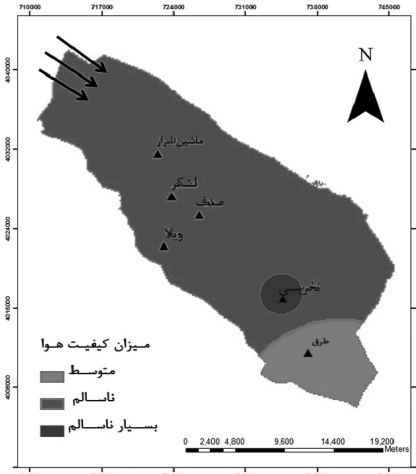 710000 717000 724000 731000 738000 745000
4040000
4032000
4024000
4016000
4008000
N
ماشین ابزار
لشکر
صدف
ویلا
نخریسی
طرق
میزان کیفیت هوا
متوسط
ناسالم
بسیار ناسالم
0 2,400 4,800 9,600 14,400 19,200
Meters